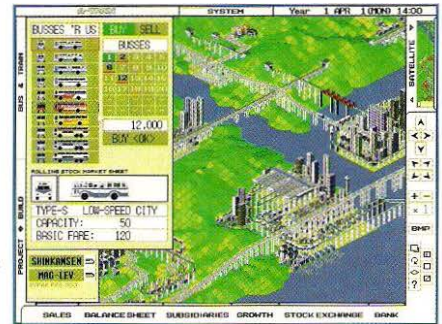 A-TRAIN SYSTEM Year 1 APR 1(MON) 14:00
BUSSES 'R US BUY SELL
BUSSES
12.000
BUY <OK>
ROLLING STOCK MARKET SHEET
TYPE-S LOW-SPEED CITY
CAPACITY: 50
BASIC FARE: 120
SHINKANSEN
MAG-LEV
BUS & TRAIN
PROJECT ◆ BUILD
SATELLITE
+ -
× 1
BMP
?
SALES BALANCE SHEET SUBSIDIARIES GROWTH STOCK EXCHANGE BANK